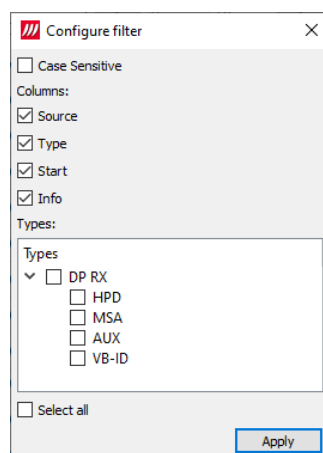 Configure filter
Case Sensitive
Columns:
Source
Type
Start
Info
Types:
Types
DP RX
HPD
MSA
AUX
VB-ID
Select all
Apply